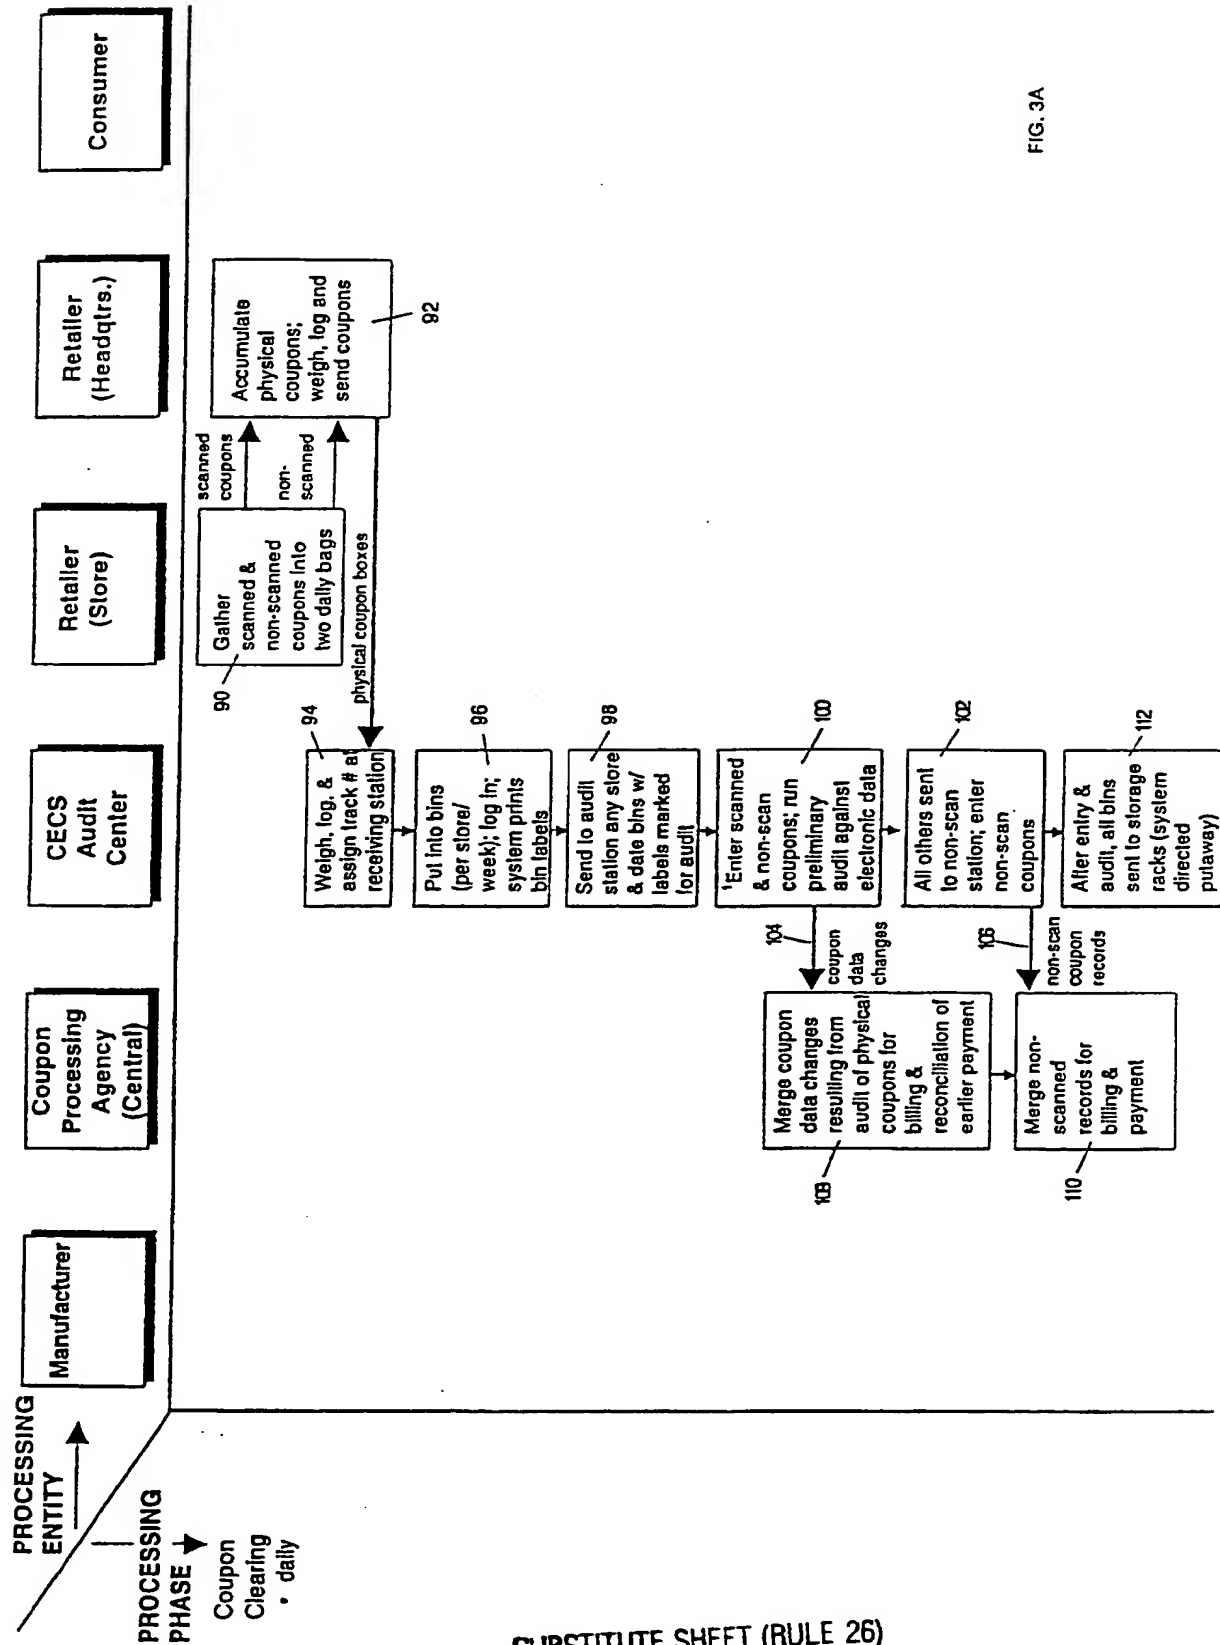 PROCESSING
ENTITY
PROCESSING
PHASE
Coupon
Clearing
• daily
Manufacturer
Coupon
Processing
Agency
(Central)
CECS
Audit
Center
Retailer
(Store)
Retailer
(Headqtrs.)
Consumer
90
Gather
scanned &
non-scanned
coupons into
two daily bags
scanned
coupons
non-
scanned
Accumulate
physical
coupons;
weigh, log and
send coupons
92
physical coupon boxes
94
Weigh, log, &
assign track # at
receiving station
96
Put into bins
(per store/
week); log in;
system prints
bin labels
98
Send to audit
station any store
& date bins w/
labels marked
for audit
100
Enter scanned
& non-scan
coupons; run
preliminary
audit against
electronic data
104
coupon
data
changes
Merge coupon
data changes
resulting from
audit of physical
coupons for
billing &
reconciliation of
earlier payment
108
102
All others sent
to non-scan
station; enter
non-scan
coupons
106
non-scan
coupon
records
Merge non-
scanned
records for
billing &
payment
110
112
After entry &
audit, all bins
sent to storage
racks (system
directed
putaway)
FIG. 3A
SUBSTITUTE SHEET (RULE 26)